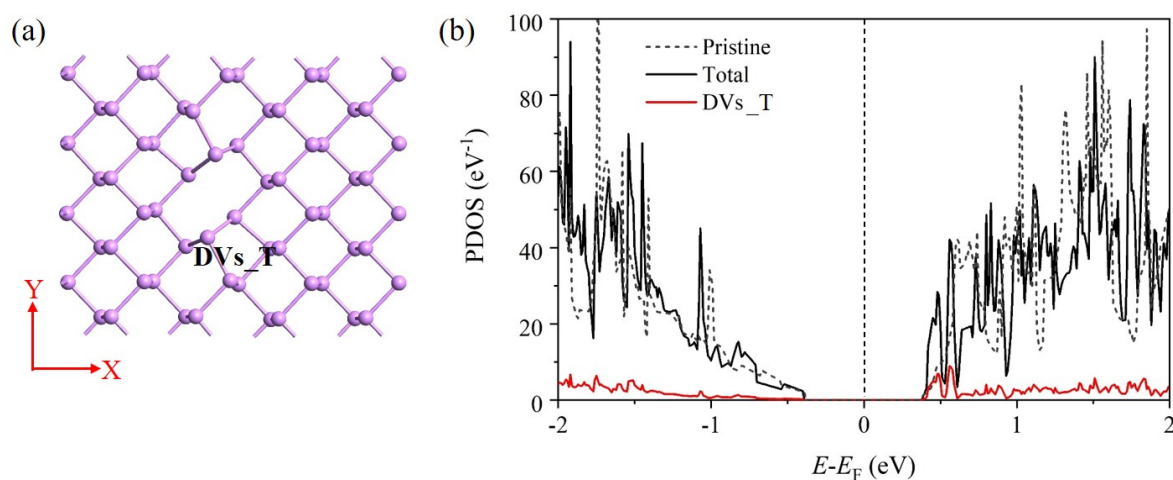 (a)
DVs_T
Y
X
(b)
Pristine
Total
DVs_T
PDOS (eV⁻¹)
100
80
60
40
20
0
-2
-1
0
1
2
E-E_F (eV)